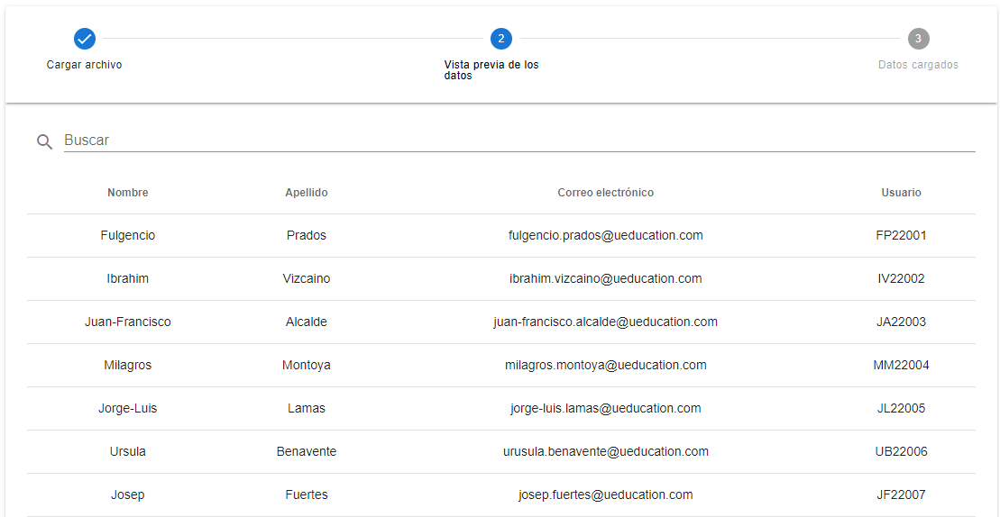 2
3
Cargar archivo
Vista previa de los
datos
Datos cargados
Buscar
Nombre Apellido Correo electrónico Usuario
Fulgencio Prados fulgencio.prados@ueducation.com FP22001
Ibrahim Vizcaino ibrahim.vizcaino@ueducation.com IV22002
Juan-Francisco Alcalde juan-francisco.alcalde@ueducation.com JA22003
Milagros Montoya milagros.montoya@ueducation.com MM22004
Jorge-Luis Lamas jorge-luis.lamas@ueducation.com JL22005
Ursula Benavente urusula.benavente@ueducation.com UB22006
Josep Fuertes josep.fuertes@ueducation.com JF22007